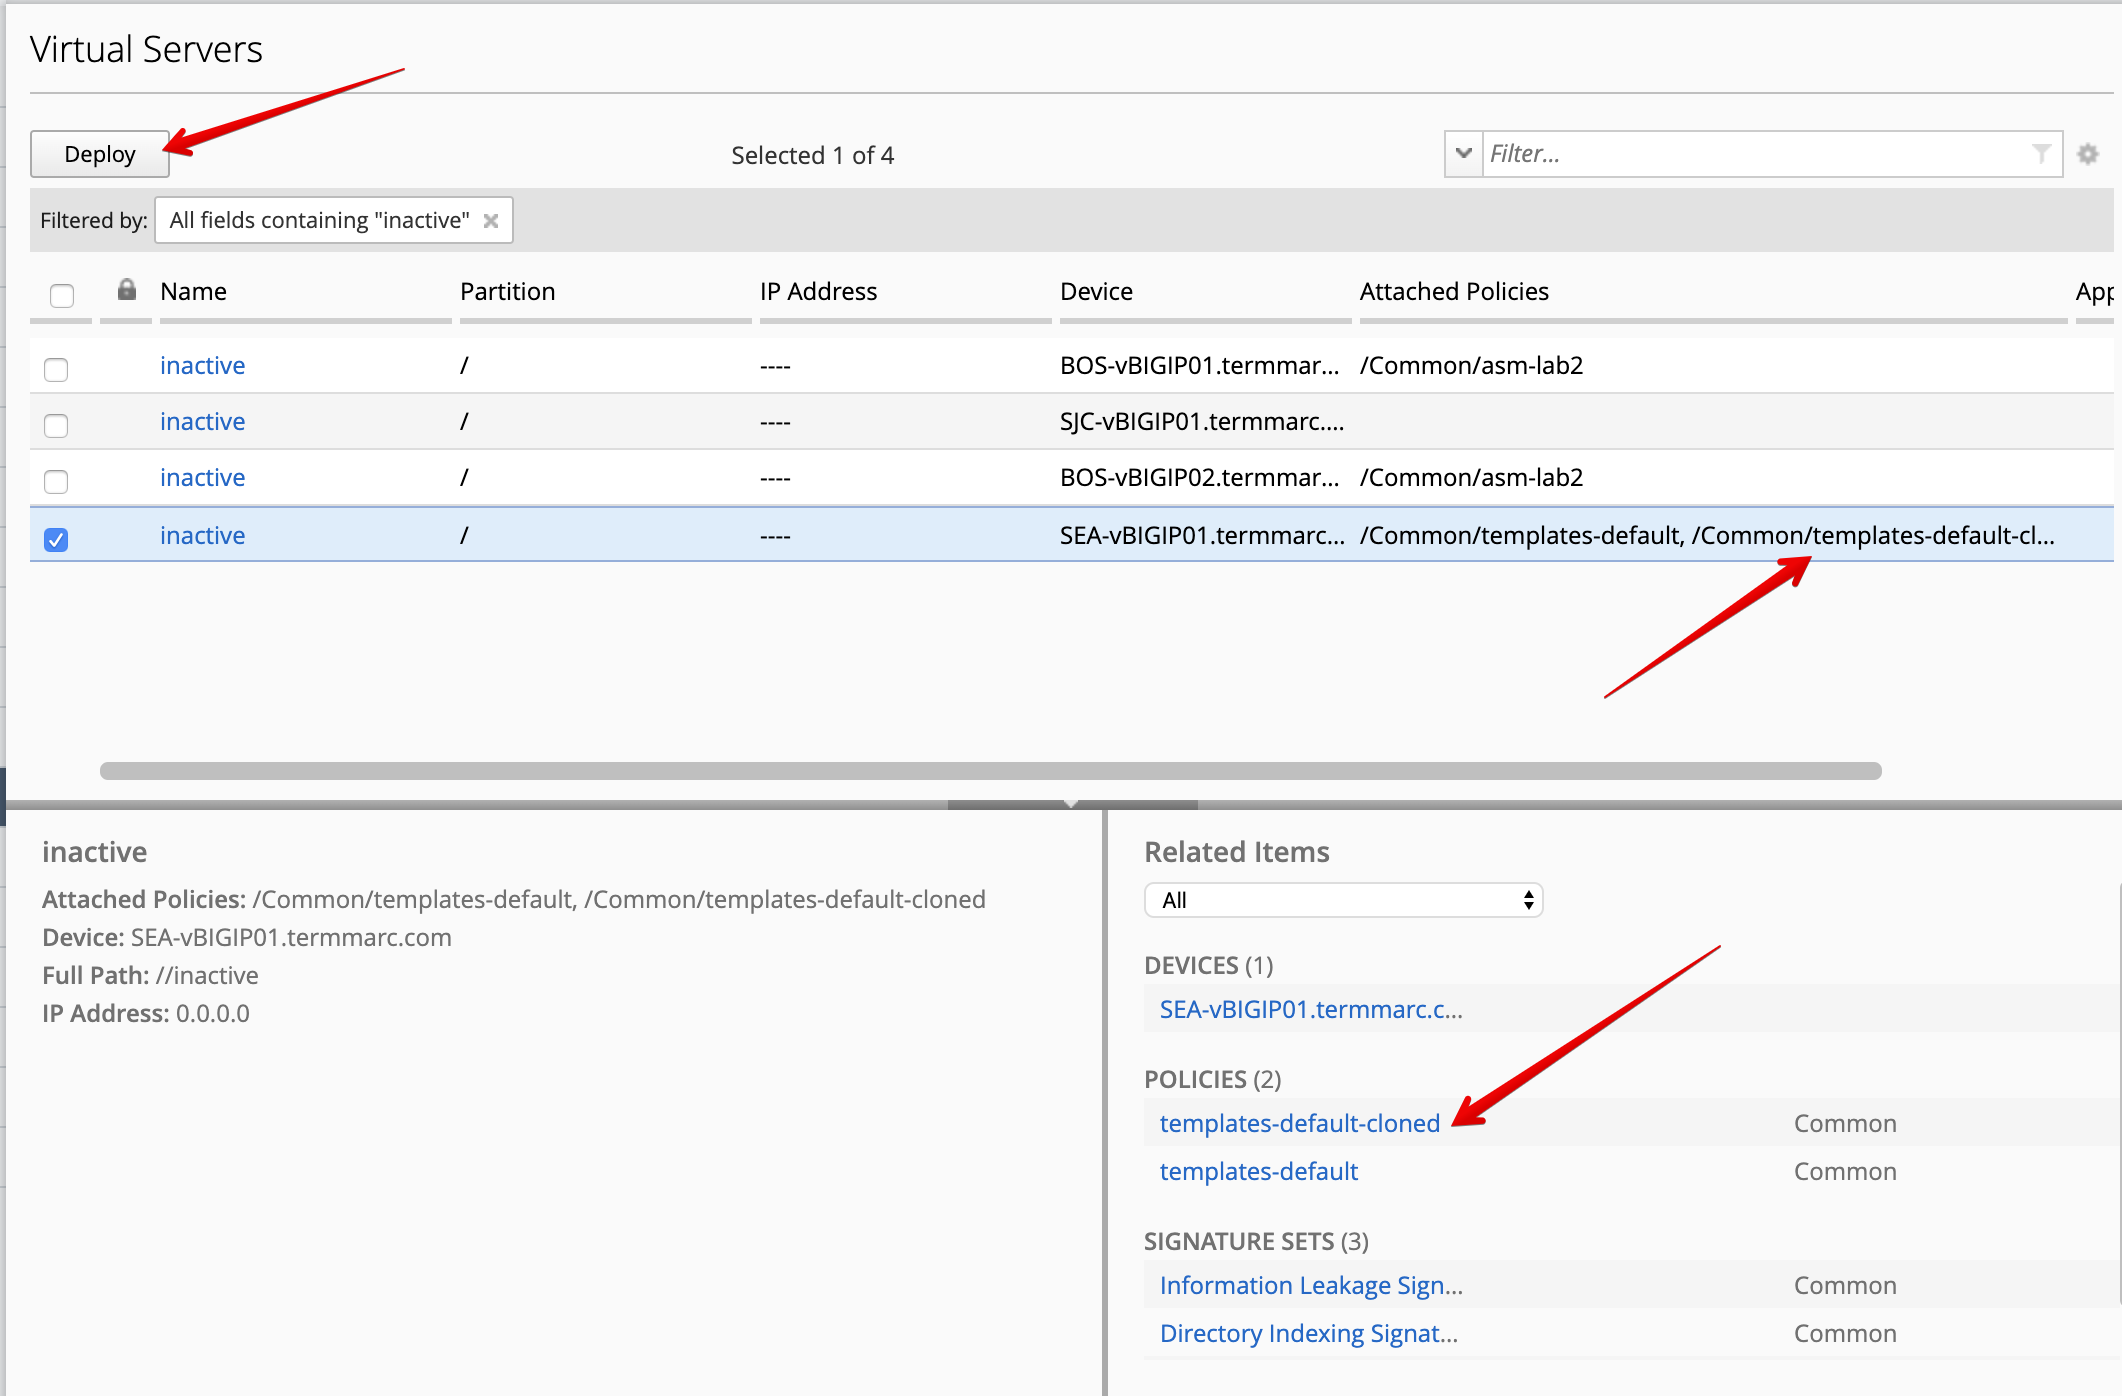 Virtual Servers
Deploy
Selected 1 of 4
Filter...
Filtered by: All fields containing "inactive"
Name Partition IP Address Device Attached Policies App
inactive / ---- BOS-vBIGIP01.termmar... /Common/asm-lab2
inactive / ---- SJC-vBIGIP01.termmarc....
inactive / ---- BOS-vBIGIP02.termmar... /Common/asm-lab2
inactive / ---- SEA-vBIGIP01.termmarc... /Common/templates-default, /Common/templates-default-cl...
inactive
Attached Policies: /Common/templates-default, /Common/templates-default-cloned
Device: SEA-vBIGIP01.termmarc.com
Full Path: //inactive
IP Address: 0.0.0.0
Related Items
All
DEVICES (1)
SEA-vBIGIP01.termmarc.c...
POLICIES (2)
templates-default-cloned Common
templates-default Common
SIGNATURE SETS (3)
Information Leakage Sign... Common
Directory Indexing Signat... Common